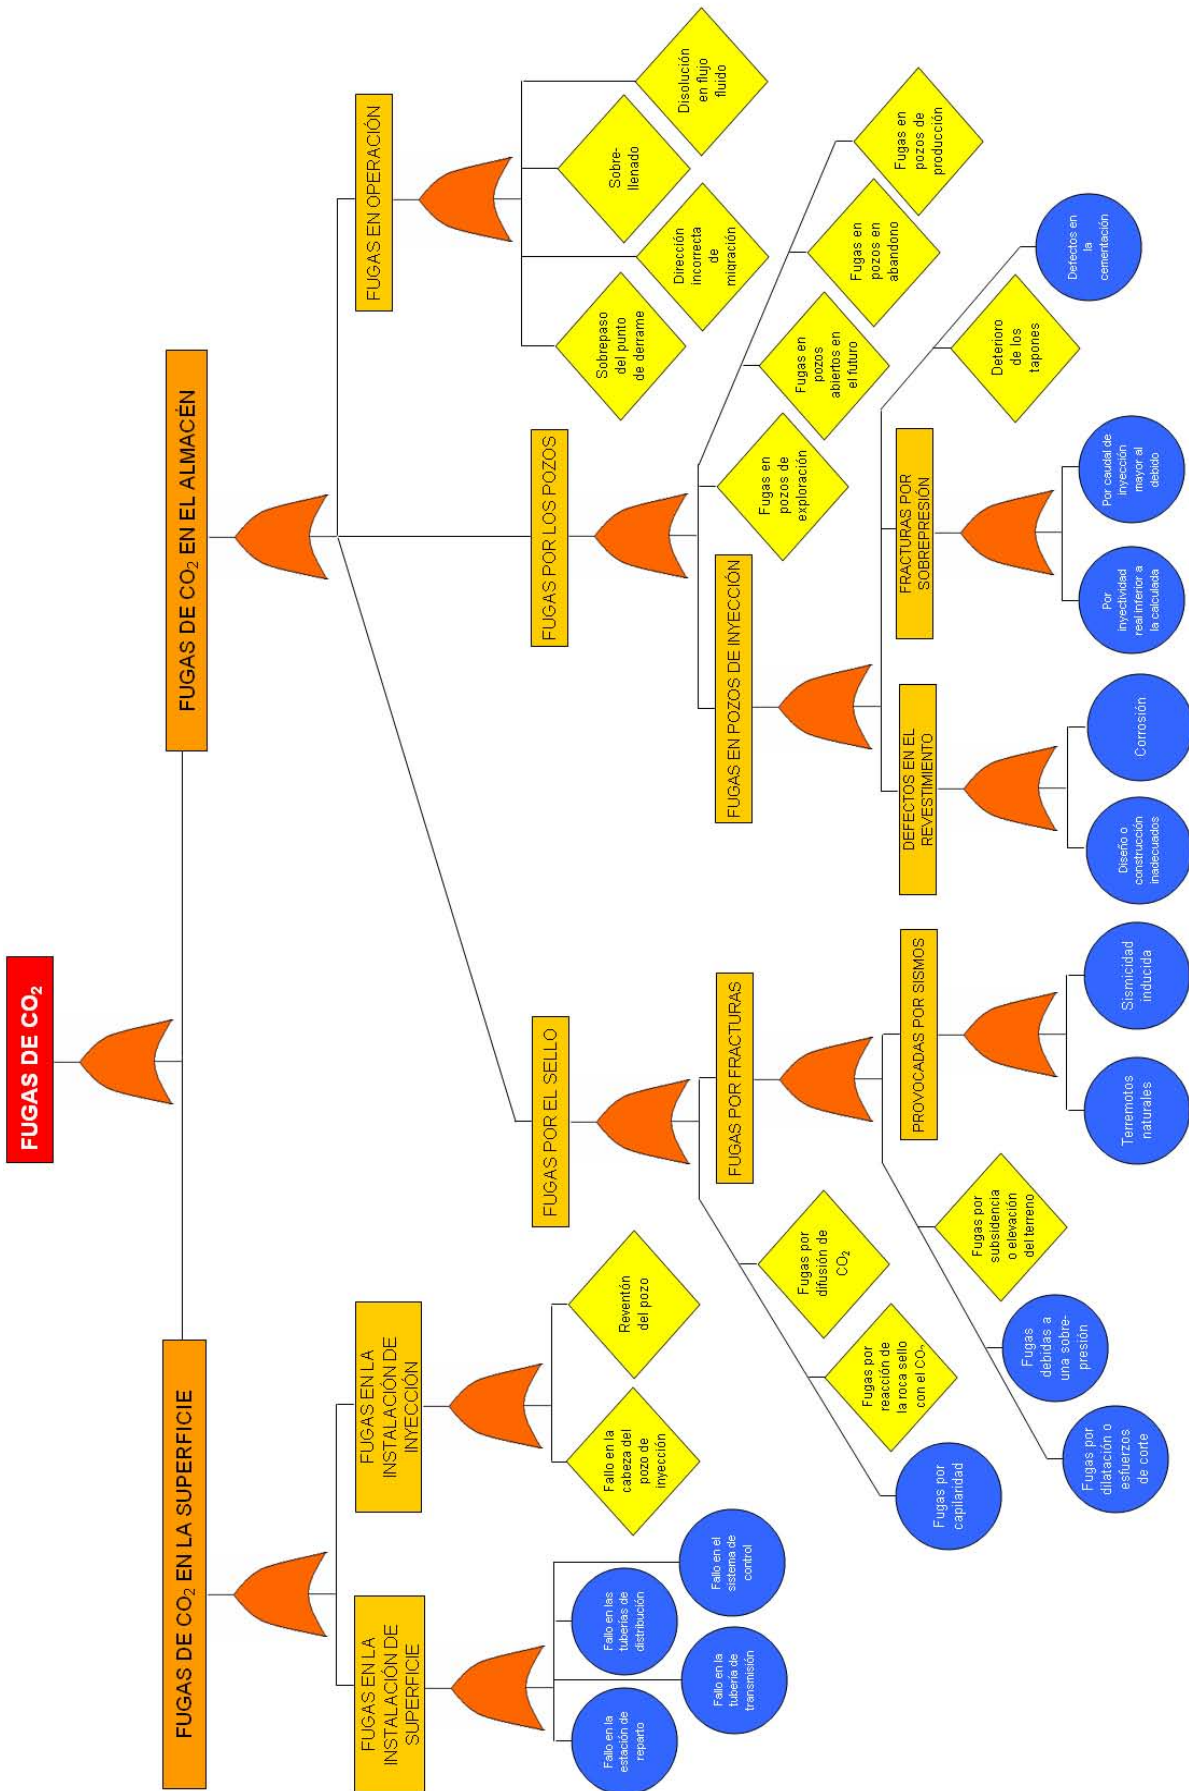 FUGAS DE CO₂
FUGAS DE CO₂ EN LA SUPERFICIE
FUGAS DE CO₂ EN EL ALMACÉN
FUGAS EN LA
INSTALACIÓN DE
SUPERFICIE
FUGAS EN LA
INSTALACIÓN DE
INYECCIÓN
FUGAS EN OPERACIÓN
Fallo en la
estación de
reparto
Fallo en la
tubería de
transmisión
Fallo en las
tuberías de
distribución
Fallo en el
sistema de
control
Fallo en la
cabeza del
pozo de
inyección
Reventón
del pozo
FUGAS POR EL SELLO
FUGAS POR LOS POZOS
Sobrepaso
del punto
de derrame
Dirección
incorrecta
de
migración
Sobre-
llenado
Disolución
en flujo
fluido
Fugas por
capilaridad
Fugas por
reacción de
la roca sello
con el CO₂
Fugas por
difusión de
CO₂
FUGAS POR FRACTURAS
FUGAS EN POZOS DE INYECCIÓN
Fugas en
pozos de
exploración
Fugas en
pozos
abiertos en
el futuro
Fugas en
pozos en
abandono
Fugas en
pozos de
producción
Fugas por
dilatación o
esfuerzos
de corte
Fugas
debidas a
una sobre-
presión
Fugas por
subsidencia
o elevación
del terreno
PROVOCADAS POR SISMOS
DEFECTOS EN EL
REVESTIMIENTO
FRACTURAS POR
SOBREPRESIÓN
Deterioro
de los
tapones
Defectos en
la
cementación
Terremotos
naturales
Sismicidad
inducida
Diseño o
construcción
inadecuados
Corrosión
Por
inyectividad
real inferior a
la calculada
Por caudal de
inyección
mayor al
debido